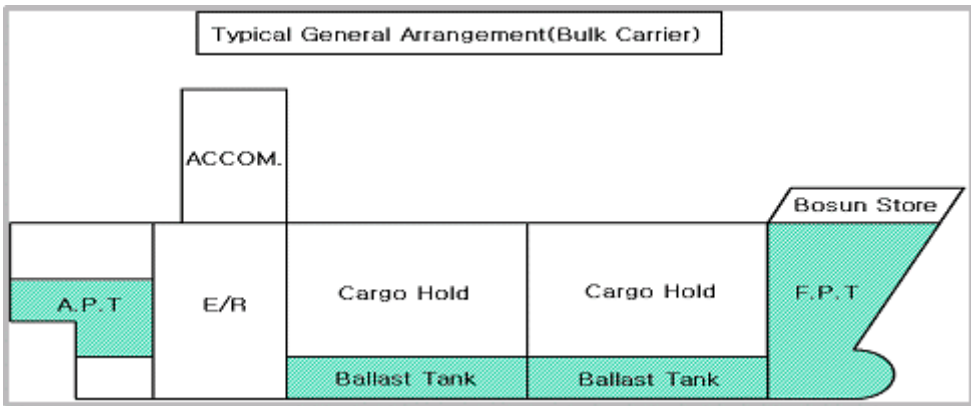 Typical General Arrangement(Bulk Carrier)
ACCOM.
Bosun Store
A.P.T
E/R
Cargo Hold
Cargo Hold
F.P.T
Ballast Tank
Ballast Tank